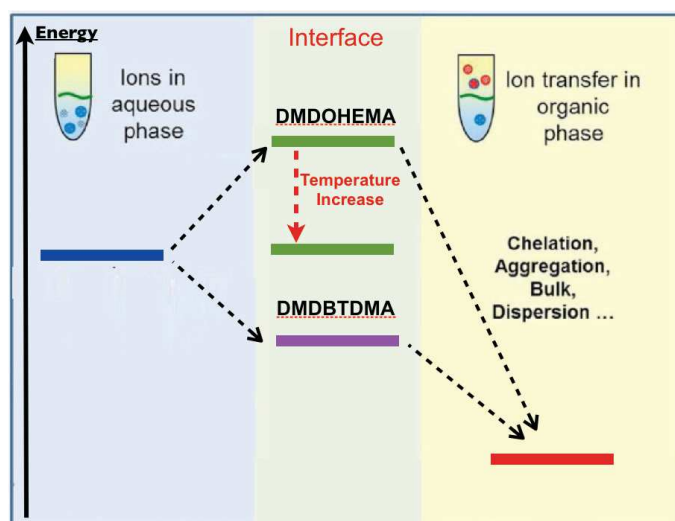 Energy
Ions in
aqueous
phase
Interface
DMDOHEMA
Temperature
Increase
DMDBTDMA
Ion transfer in
organic
phase
Chelation,
Aggregation,
Bulk,
Dispersion ...